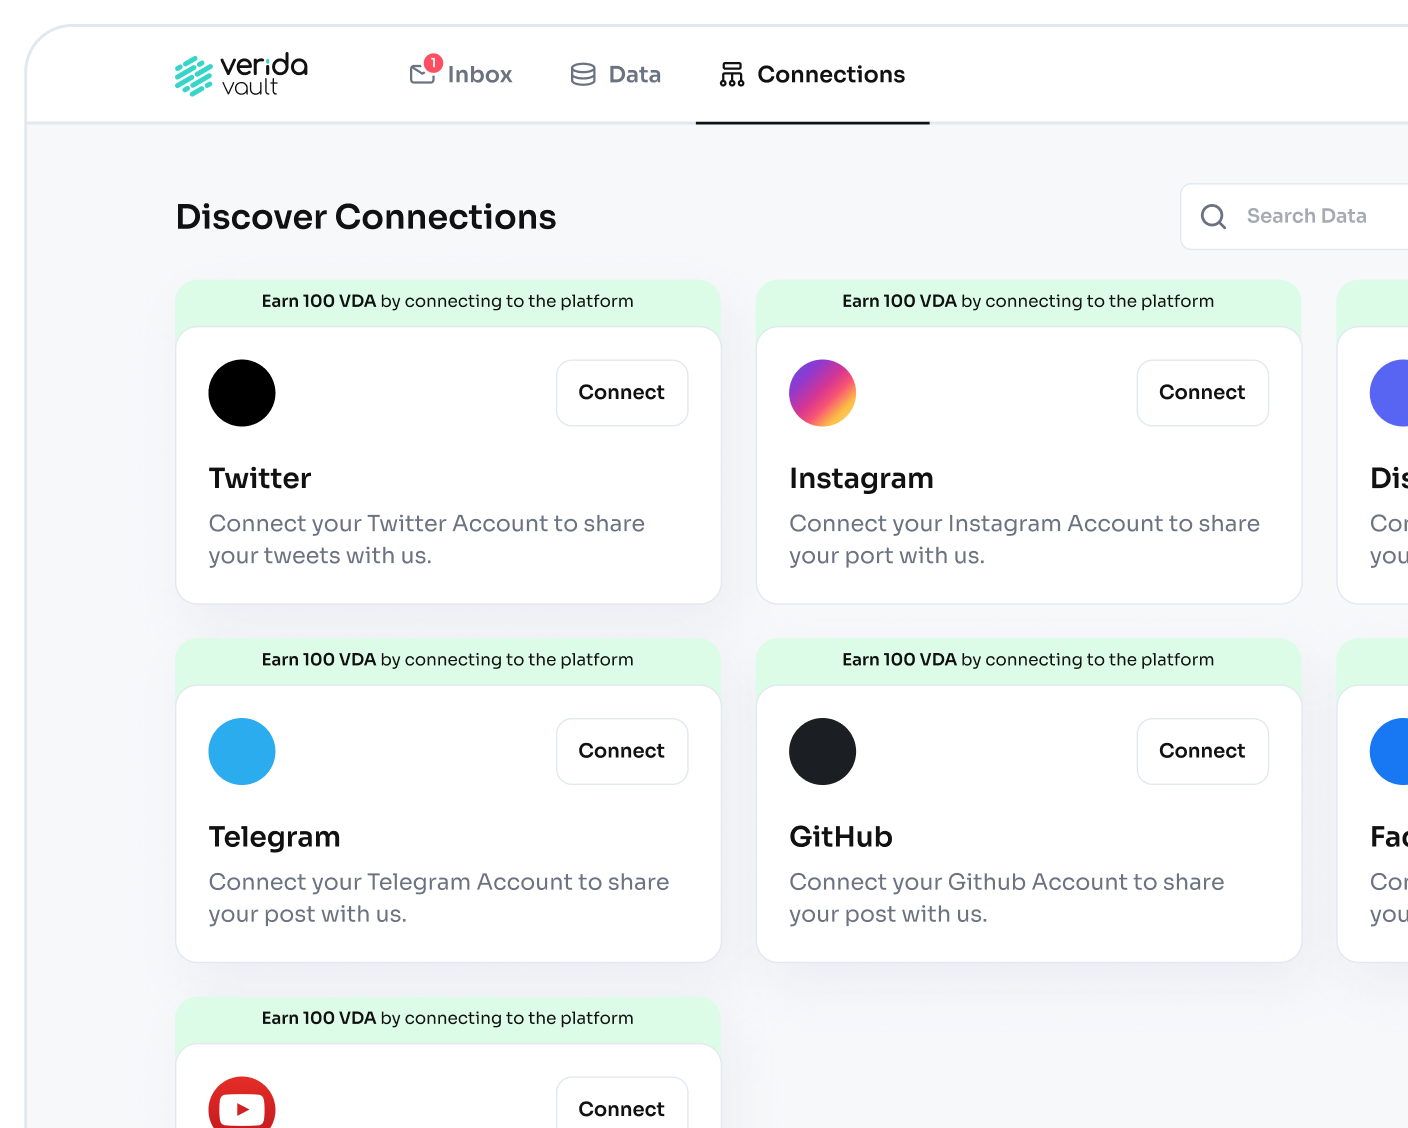 verida
vault
1
Inbox
Data
Connections
Discover Connections
Search Data
Earn 100 VDA by connecting to the platform
Connect
Twitter
Connect your Twitter Account to share
your tweets with us.
Earn 100 VDA by connecting to the platform
Connect
Instagram
Connect your Instagram Account to share
your port with us.
Dis
Con
you
Earn 100 VDA by connecting to the platform
Connect
Telegram
Connect your Telegram Account to share
your post with us.
Earn 100 VDA by connecting to the platform
Connect
GitHub
Connect your Github Account to share
your post with us.
Fac
Con
you
Earn 100 VDA by connecting to the platform
Connect